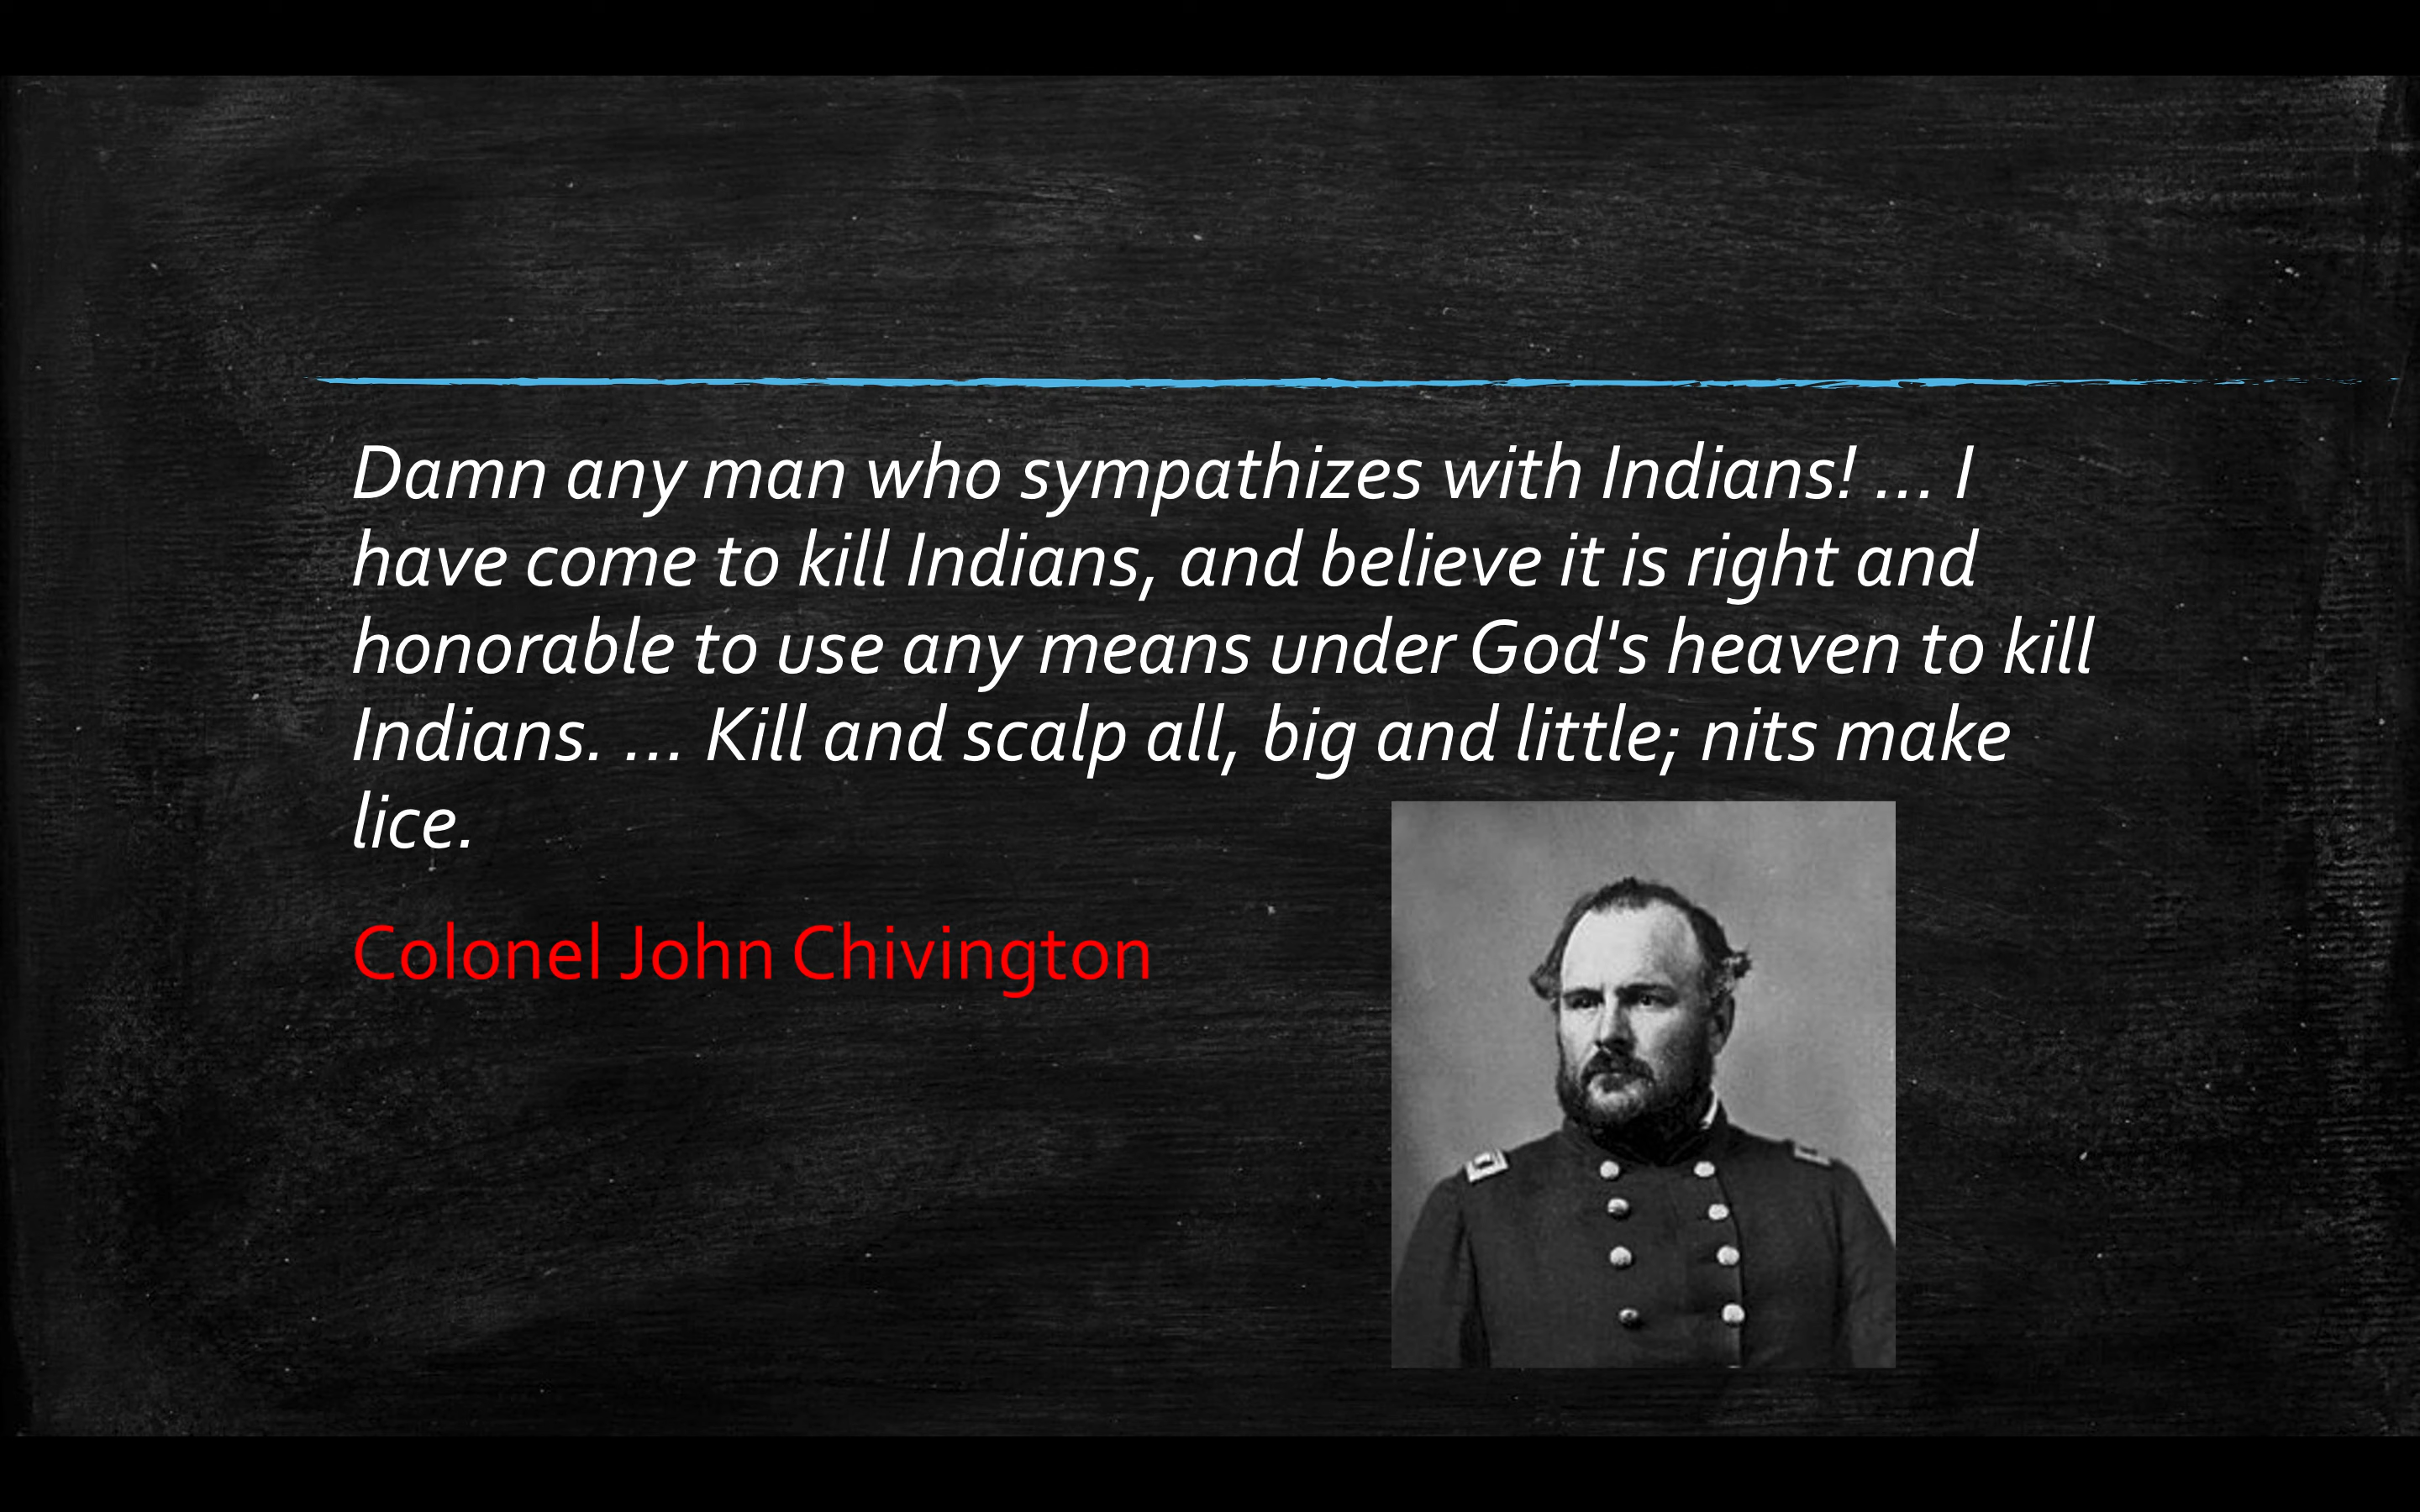 Damn any man who sympathizes with Indians! ... I
have come to kill Indians, and believe it is right and
honorable to use any means under God's heaven to kill
Indians. ... Kill and scalp all, big and little; nits make
lice.
Colonel John Chivington